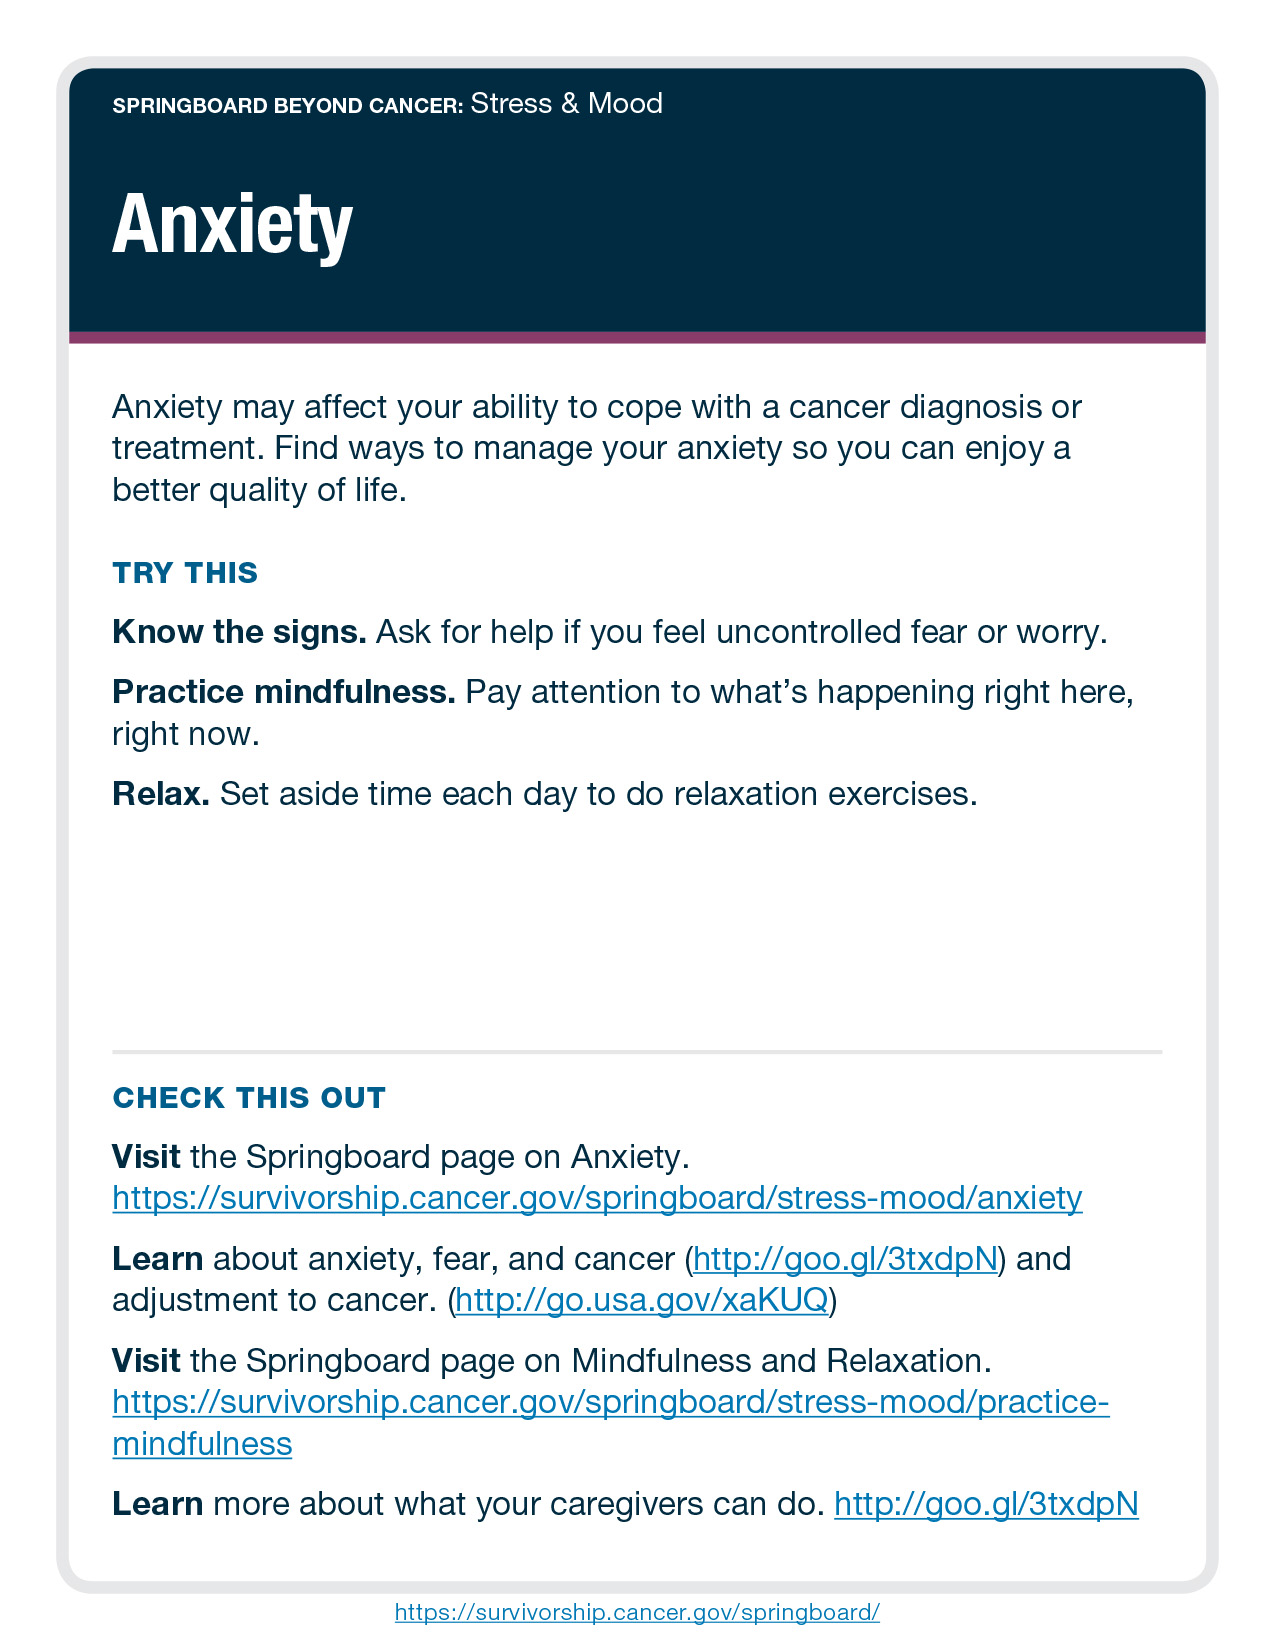 SPRINGBOARD BEYOND CANCER: Stress & Mood
Anxiety
Anxiety may affect your ability to cope with a cancer diagnosis or
treatment. Find ways to manage your anxiety so you can enjoy a
better quality of life.
TRY THIS
Know the signs. Ask for help if you feel uncontrolled fear or worry.
Practice mindfulness. Pay attention to what’s happening right here,
right now.
Relax. Set aside time each day to do relaxation exercises.
CHECK THIS OUT
Visit the Springboard page on Anxiety.
https://survivorship.cancer.gov/springboard/stress-mood/anxiety
Learn about anxiety, fear, and cancer (http://goo.gl/3txdpN) and
adjustment to cancer. (http://go.usa.gov/xaKUQ)
Visit the Springboard page on Mindfulness and Relaxation.
https://survivorship.cancer.gov/springboard/stress-mood/practice-
mindfulness
Learn more about what your caregivers can do. http://goo.gl/3txdpN
https://survivorship.cancer.gov/springboard/